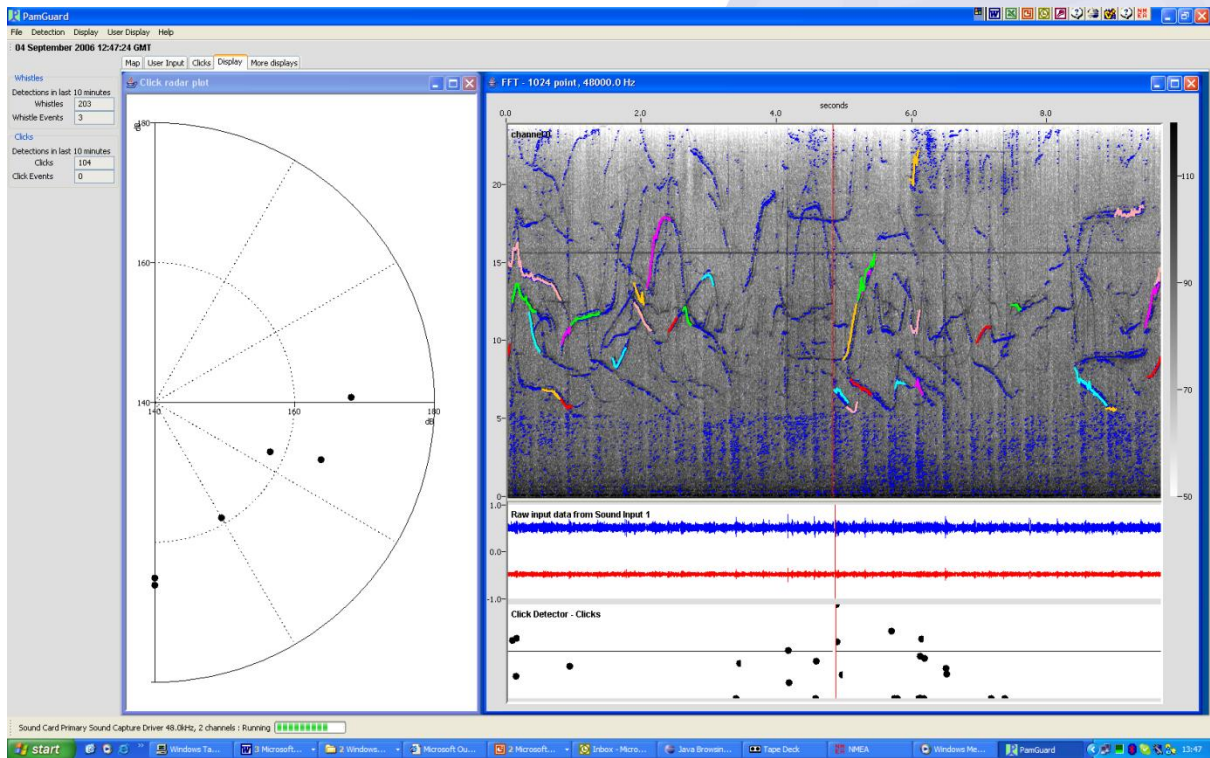 PamGuard
File Detection Display User Display Help
04 September 2006 12:47:24 GMT
Map User Input Clicks Display More displays
Whistles
Detections in last 10 minutes
Whistles 203
Whistle Events 3
Clicks
Detections in last 10 minutes
Clicks 104
Click Events 0
Click radar plot
180
160
140
140 160 180
dB
FFT - 1024 point, 48000.0 Hz
seconds
0.0 2.0 4.0 6.0 8.0
20
15
10
5
0
110
90
70
50
Raw input data from Sound Input 1
1.0
0.0
-1.0
Click Detector - Clicks
Sound Card Primary Sound Capture Driver 48.0kHz, 2 channels : Running
start Windows Ta... 3 Microsoft... 2 Windows... Microsoft Ou... 2 Microsoft... Inbox - Micro... Java Browsin... Tape Deck NMEA Windows Me... PamGuard 13:47